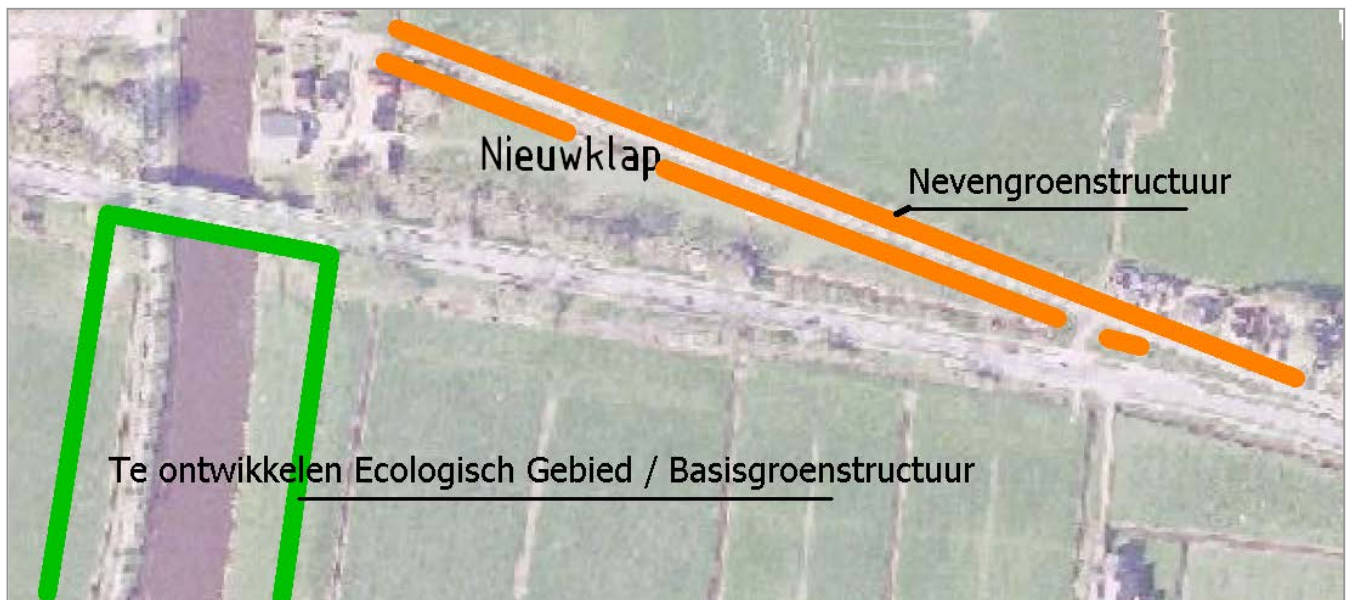 Nieuwklap
Nevengroenstructuur
Te ontwikkelen Ecologisch Gebied / Basisgroenstructuur